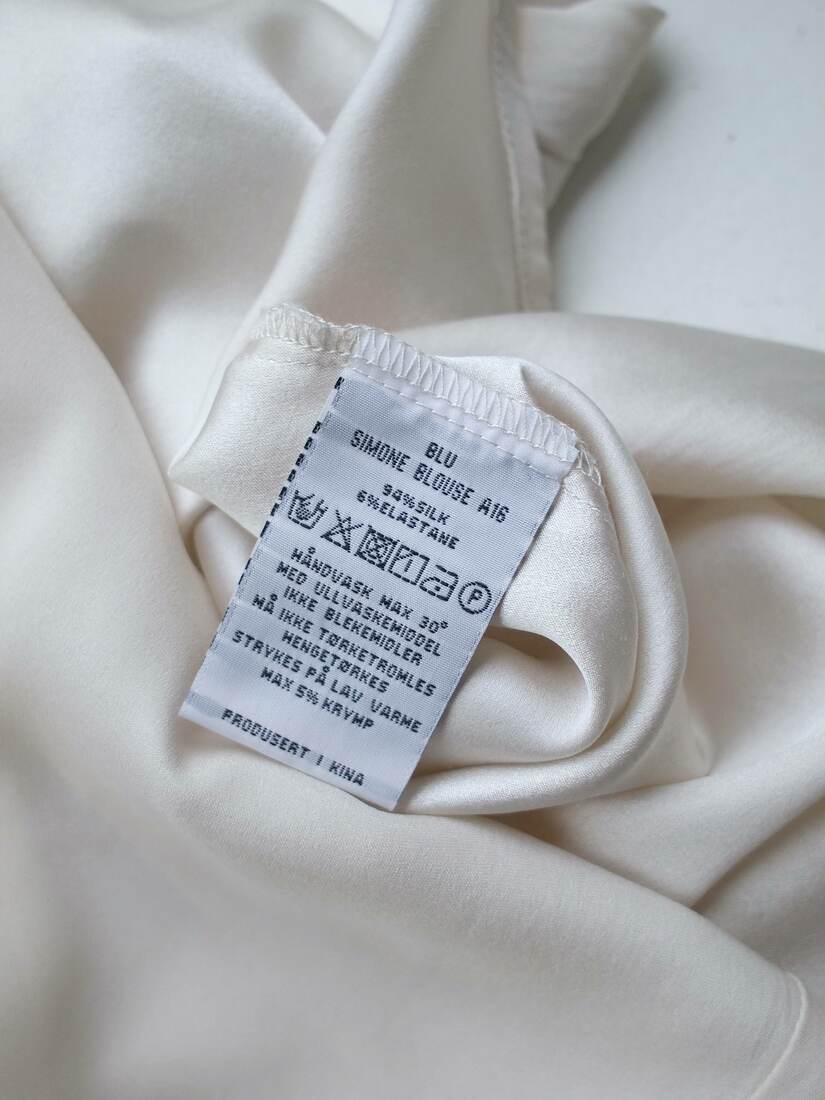 BLU
SIMONE BLOUSE A16
94%SILK
6%ELASTANE
P
HÅNDVASK MAX 30°
MED ULLVASKEMIDDEL
IKKE BLEKEMIDLER
MÅ IKKE TØRKETROMLES
HENGETØRKES
STRYKES PÅ LAV VARME
MAX 5% KRYMP
PRODUSERT I KINA